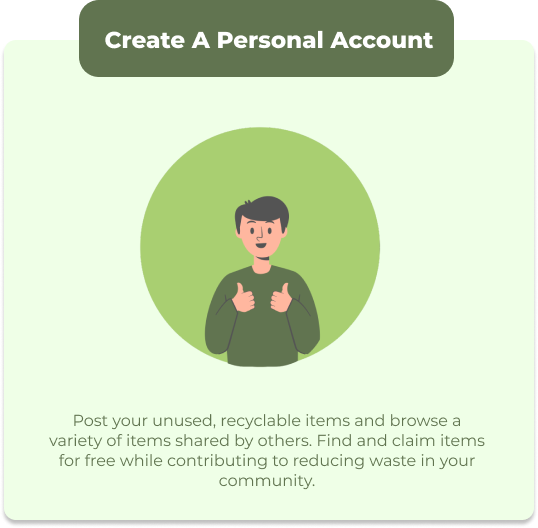 Create A Personal Account
Post your unused, recyclable items and browse a
variety of items shared by others. Find and claim items
for free while contributing to reducing waste in your
community.